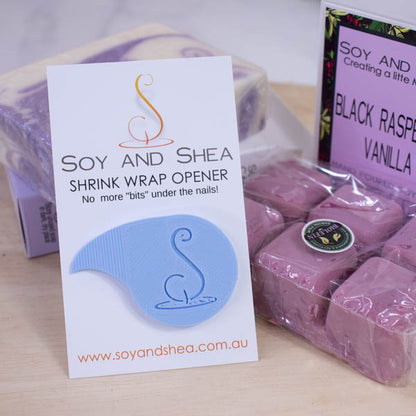 SOY AND SHEA
SHRINK WRAP OPENER
No more "bits" under the nails!
www.soyandshea.com.au
SOY AND
Creating a little
BLACK RASPBE
VANILLA